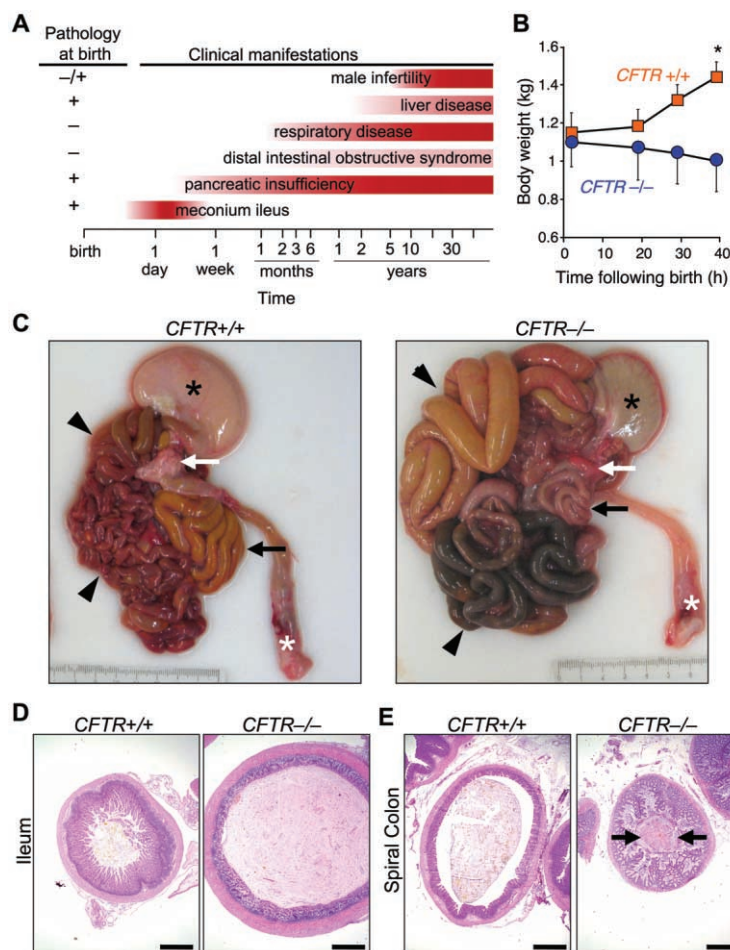 A
Pathology
at birth
Clinical manifestations
–/+
male infertility
+
liver disease
–
respiratory disease
–
distal intestinal obstructive syndrome
+
pancreatic insufficiency
+
meconium ileus
birth
1 1 1 2 3 6 1 2 5 10 30
day week months years
Time
B
Body weight (kg)
1.6
1.4
1.2
1
0.8
0.6
*
CFTR +/+
CFTR –/–
0 10 20 30 40
Time following birth (h)
C
CFTR+/+
CFTR–/–
*
*
*
*
D
CFTR+/+
CFTR–/–
Ileum
E
CFTR+/+
CFTR–/–
Spiral Colon